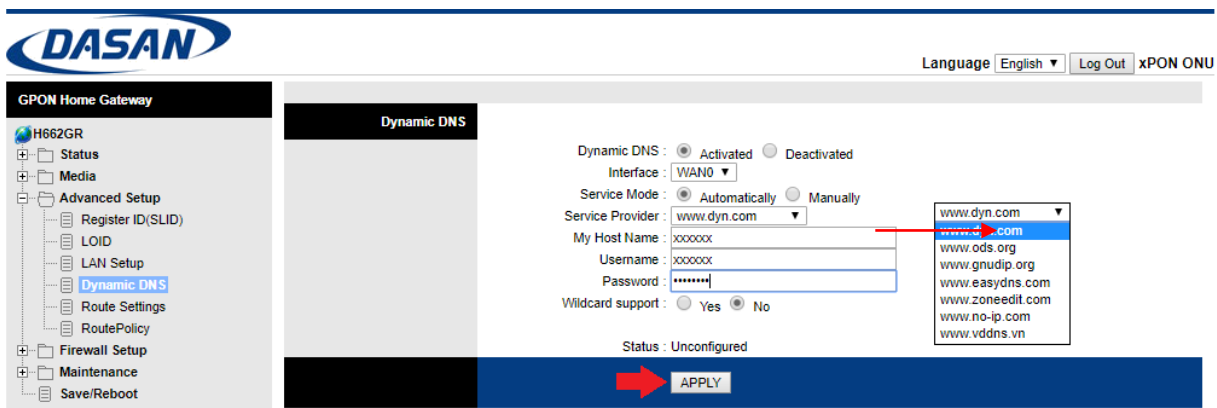 DASAN
Language English ▼ Log Out xPON ONU
GPON Home Gateway
H662GR
Status
Media
Advanced Setup
Register ID(SLID)
LOID
LAN Setup
Dynamic DNS
Route Settings
RoutePolicy
Firewall Setup
Maintenance
Save/Reboot
Dynamic DNS
Dynamic DNS : Activated Deactivated
Interface : WAN0 ▼
Service Mode : Automatically Manually
Service Provider : www.dyn.com ▼
My Host Name : xxxxxx
Username : xxxxxx
Password : ••••••••
Wildcard support : Yes No
Status : Unconfigured
APPLY
www.dyn.com ▼
www.dyn.com
www.ods.org
www.gnudip.org
www.easydns.com
www.zoneedit.com
www.no-ip.com
www.vddns.vn